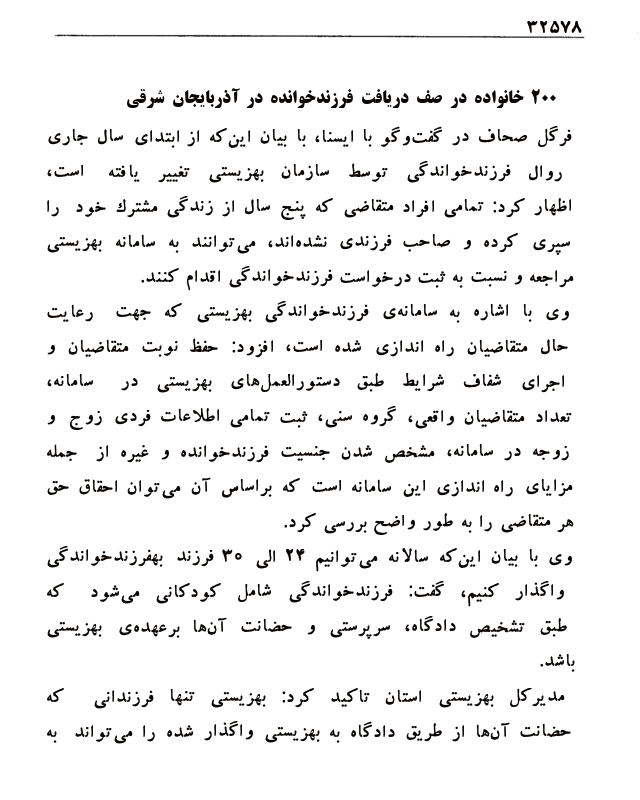 ۳۲۵۷۸
۲۰۰ خانواده در صف دریافت فرزندخوانده در آذربایجان شرقی
فرگل صحاف در گفت‌وگو با ایسنا، با بیان این‌که از ابتدای سال جاری
روال فرزندخواندگی توسط سازمان بهزیستی تغییر یافته است،
اظهار کرد: تمامی افراد متقاضی که پنج سال از زندگی مشترك خود را
سپری کرده و صاحب فرزندی نشده‌اند، می‌توانند به سامانه بهزیستی
مراجعه و نسبت به ثبت درخواست فرزندخواندگی اقدام کنند.
وی با اشاره به سامانه‌ی فرزندخواندگی بهزیستی که جهت رعایت
حال متقاضیان راه اندازی شده است، افزود: حفظ نوبت متقاضیان و
اجرای شفاف شرایط طبق دستورالعمل‌های بهزیستی در سامانه،
تعداد متقاضیان واقعی، گروه سنی، ثبت تمامی اطلاعات فردی زوج و
زوجه در سامانه، مشخص شدن جنسیت فرزندخوانده و غیره از جمله
مزایای راه اندازی این سامانه است که براساس آن می‌توان احقاق حق
هر متقاضی را به طور واضح بررسی کرد.
وی با بیان این‌که سالانه می‌توانیم ۲۴ الی ۳۵ فرزند بهفرزندخواندگی
واگذار کنیم، گفت: فرزندخواندگی شامل کودکانی می‌شود که
طبق تشخیص دادگاه، سرپرستی و حضانت آن‌ها برعهده‌ی بهزیستی
باشد.
مدیرکل بهزیستی استان تاکید کرد: بهزیستی تنها فرزندانی که
حضانت آن‌ها از طریق دادگاه به بهزیستی واگذار شده را می‌تواند به